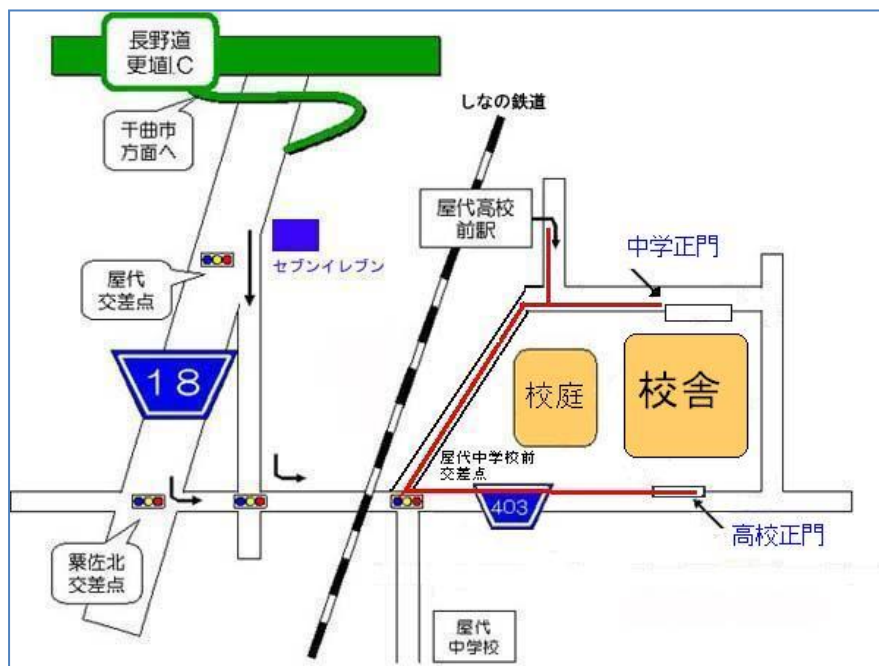 長野道
更埴I.C
千曲市
方面へ
しなの鉄道
屋代高校
前駅
中学正門
セブンイレブン
屋代
交差点
18
校庭
校舎
屋代中学校前
交差点
403
高校正門
粟佐北
交差点
屋代
中学校